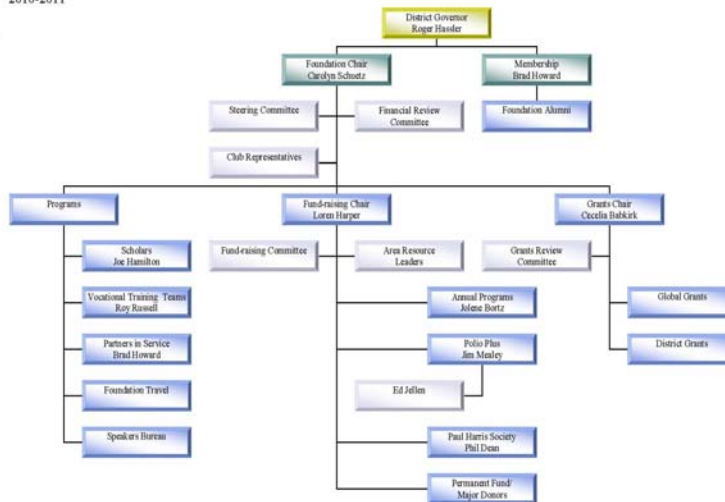 2010-2011
District Governor
Roger Hassler
Foundation Chair
Carolyn Schuetz
Membership
Brad Howard
Steering Committee
Financial Review
Committee
Foundation Alumni
Club Representatives
Programs
Fund-raising Chair
Loren Harper
Grants Chair
Cecelia Babkirk
Scholars
Joe Hamilton
Fund-raising Committee
Area Resource
Leaders
Grants Review
Committee
Vocational Training Teams
Roy Russell
Annual Programs
Jolene Bortz
Global Grants
Partners in Service
Brad Howard
Polio Plus
Jim Mealey
District Grants
Foundation Travel
Ed Jellen
Speakers Bureau
Paul Harris Society
Phil Dean
Permanent Fund/
Major Donors